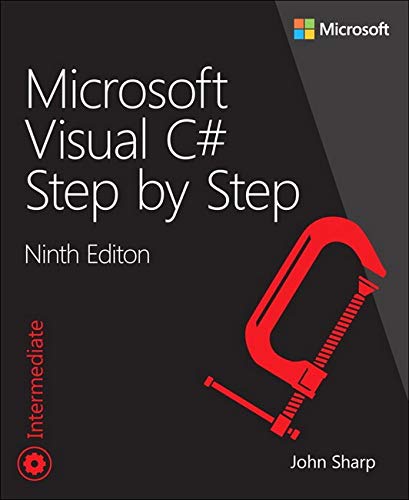 Microsoft
Microsoft
Visual C#
Step by Step
Ninth Editon
Intermediate
John Sharp